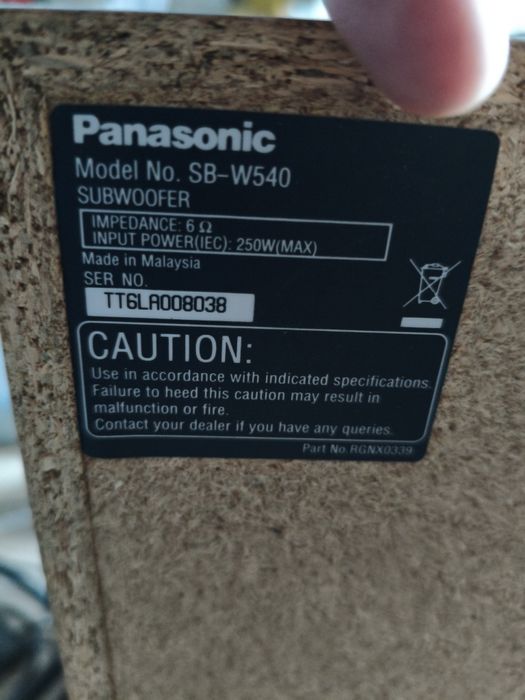 Panasonic
Model No. SB-W540
SUBWOOFER
IMPEDANCE: 6 Ω
INPUT POWER(IEC): 250W(MAX)
Made in Malaysia
SER NO.
TT6LA008038
CAUTION:
Use in accordance with indicated specifications.
Failure to heed this caution may result in
malfunction or fire.
Contact your dealer if you have any queries.
Part No.RGNX0339